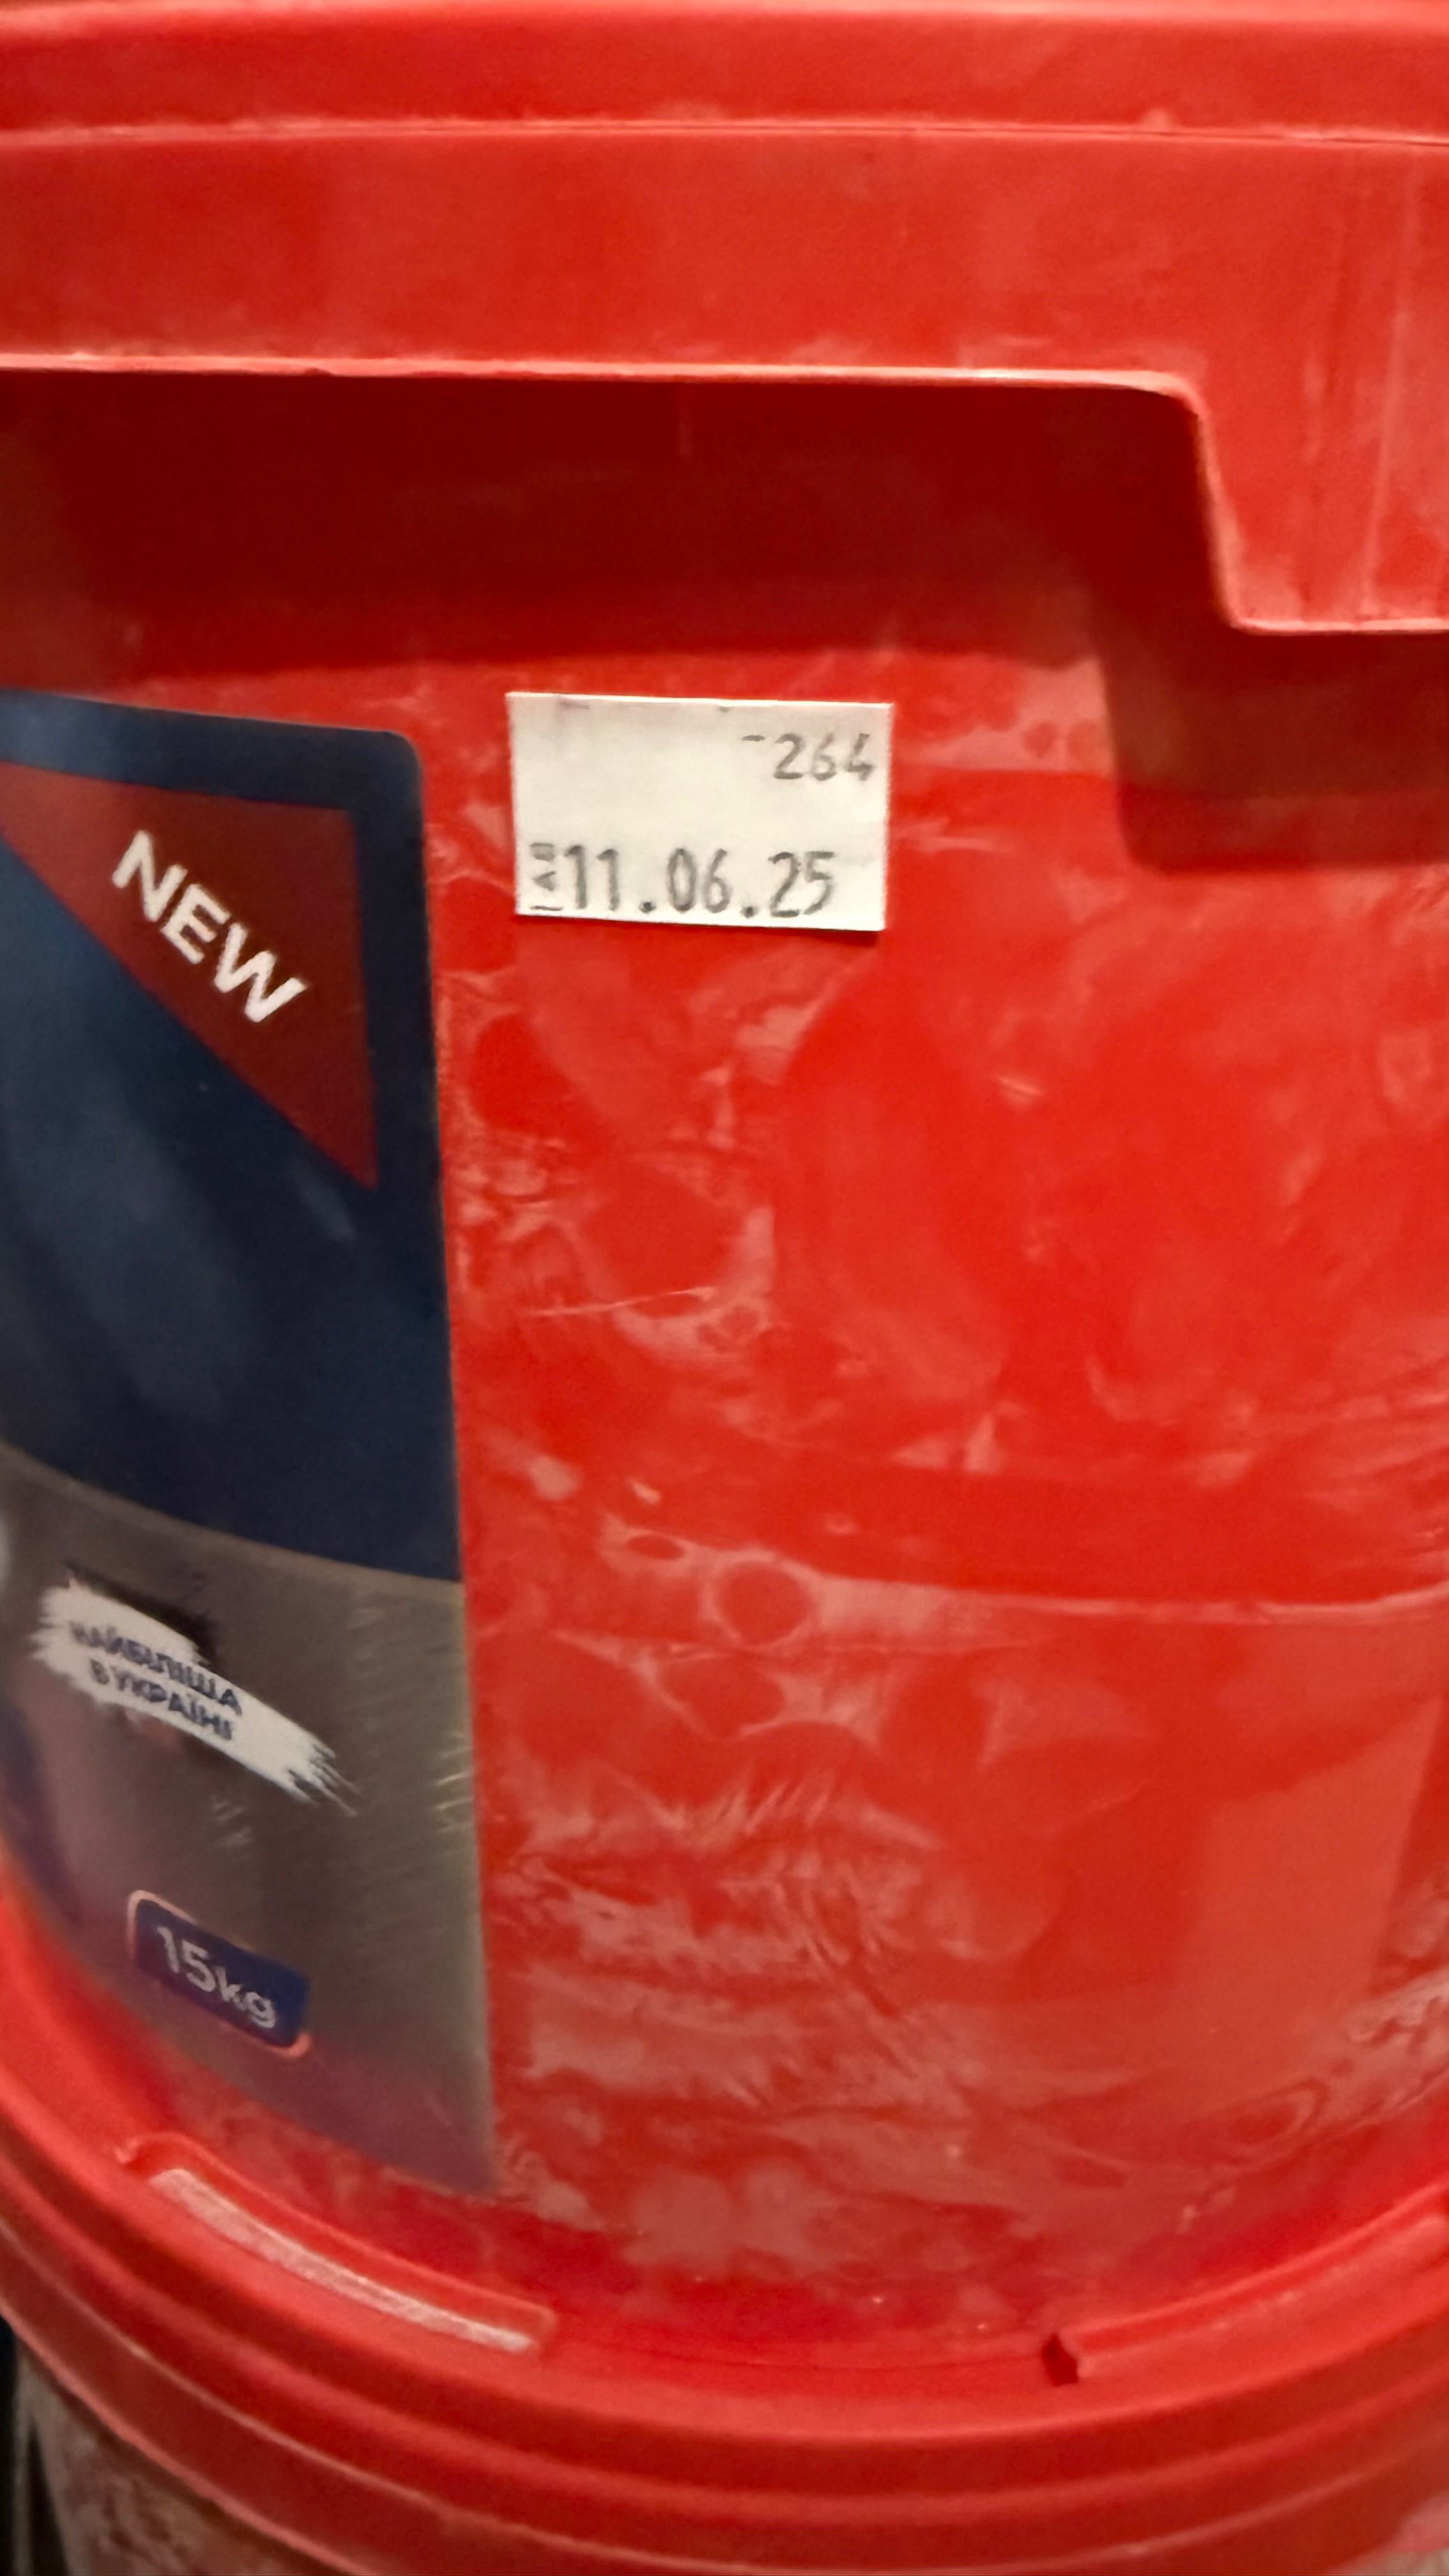 -264
11.06.25
NEW
НАЙБІЛЬША
В УКРАЇНІ
15kg